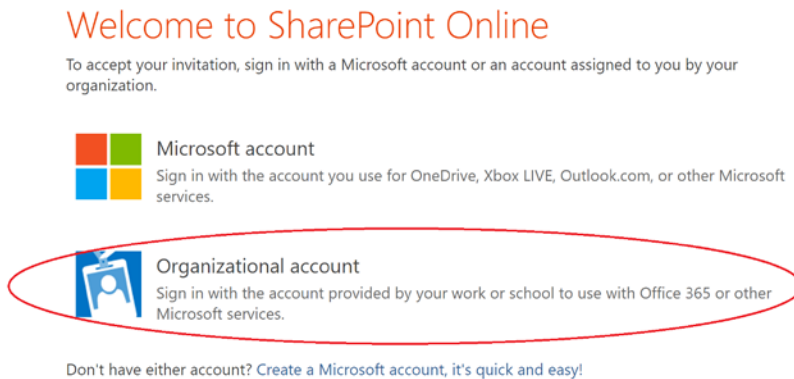 Welcome to SharePoint Online
To accept your invitation, sign in with a Microsoft account or an account assigned to you by your
organization.
Microsoft account
Sign in with the account you use for OneDrive, Xbox LIVE, Outlook.com, or other Microsoft
services.
Organizational account
Sign in with the account provided by your work or school to use with Office 365 or other
Microsoft services.
Don't have either account? Create a Microsoft account, it's quick and easy!